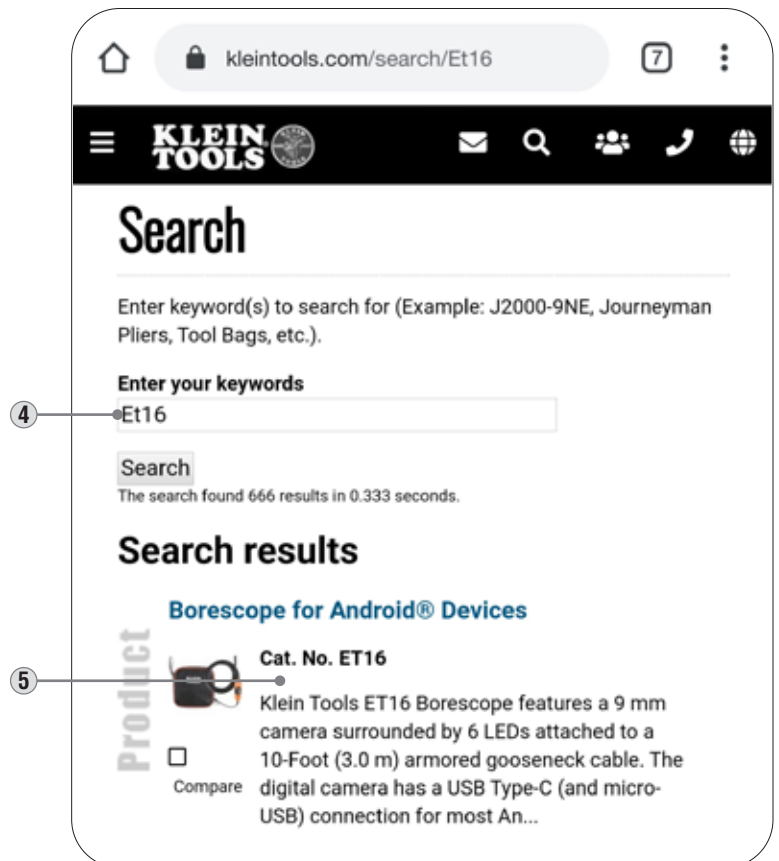 kleintools.com/search/Et16
7
KLEIN
TOOLS
Search
Enter keyword(s) to search for (Example: J2000-9NE, Journeyman
Pliers, Tool Bags, etc.).
Enter your keywords
4
Et16
Search
The search found 666 results in 0.333 seconds.
Search results
Borescope for Android® Devices
Product
Cat. No. ET16
5
Klein Tools ET16 Borescope features a 9 mm
camera surrounded by 6 LEDs attached to a
10-Foot (3.0 m) armored gooseneck cable. The
Compare
digital camera has a USB Type-C (and micro-
USB) connection for most An...